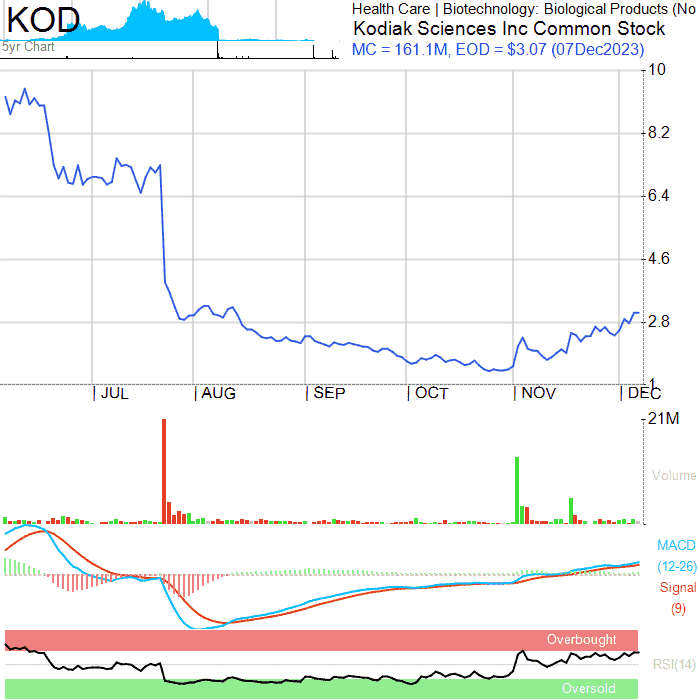 KOD
5yr Chart
Health Care | Biotechnology: Biological Products (No
Kodiak Sciences Inc Common Stock
MC = 161.1M, EOD = $3.07 (07Dec2023)
10
8.2
6.4
4.6
2.8
1
JUL AUG SEP OCT NOV DEC
21M
Volume
MACD
(12-26)
Signal
(9)
Overbought
RSI(14)
Oversold